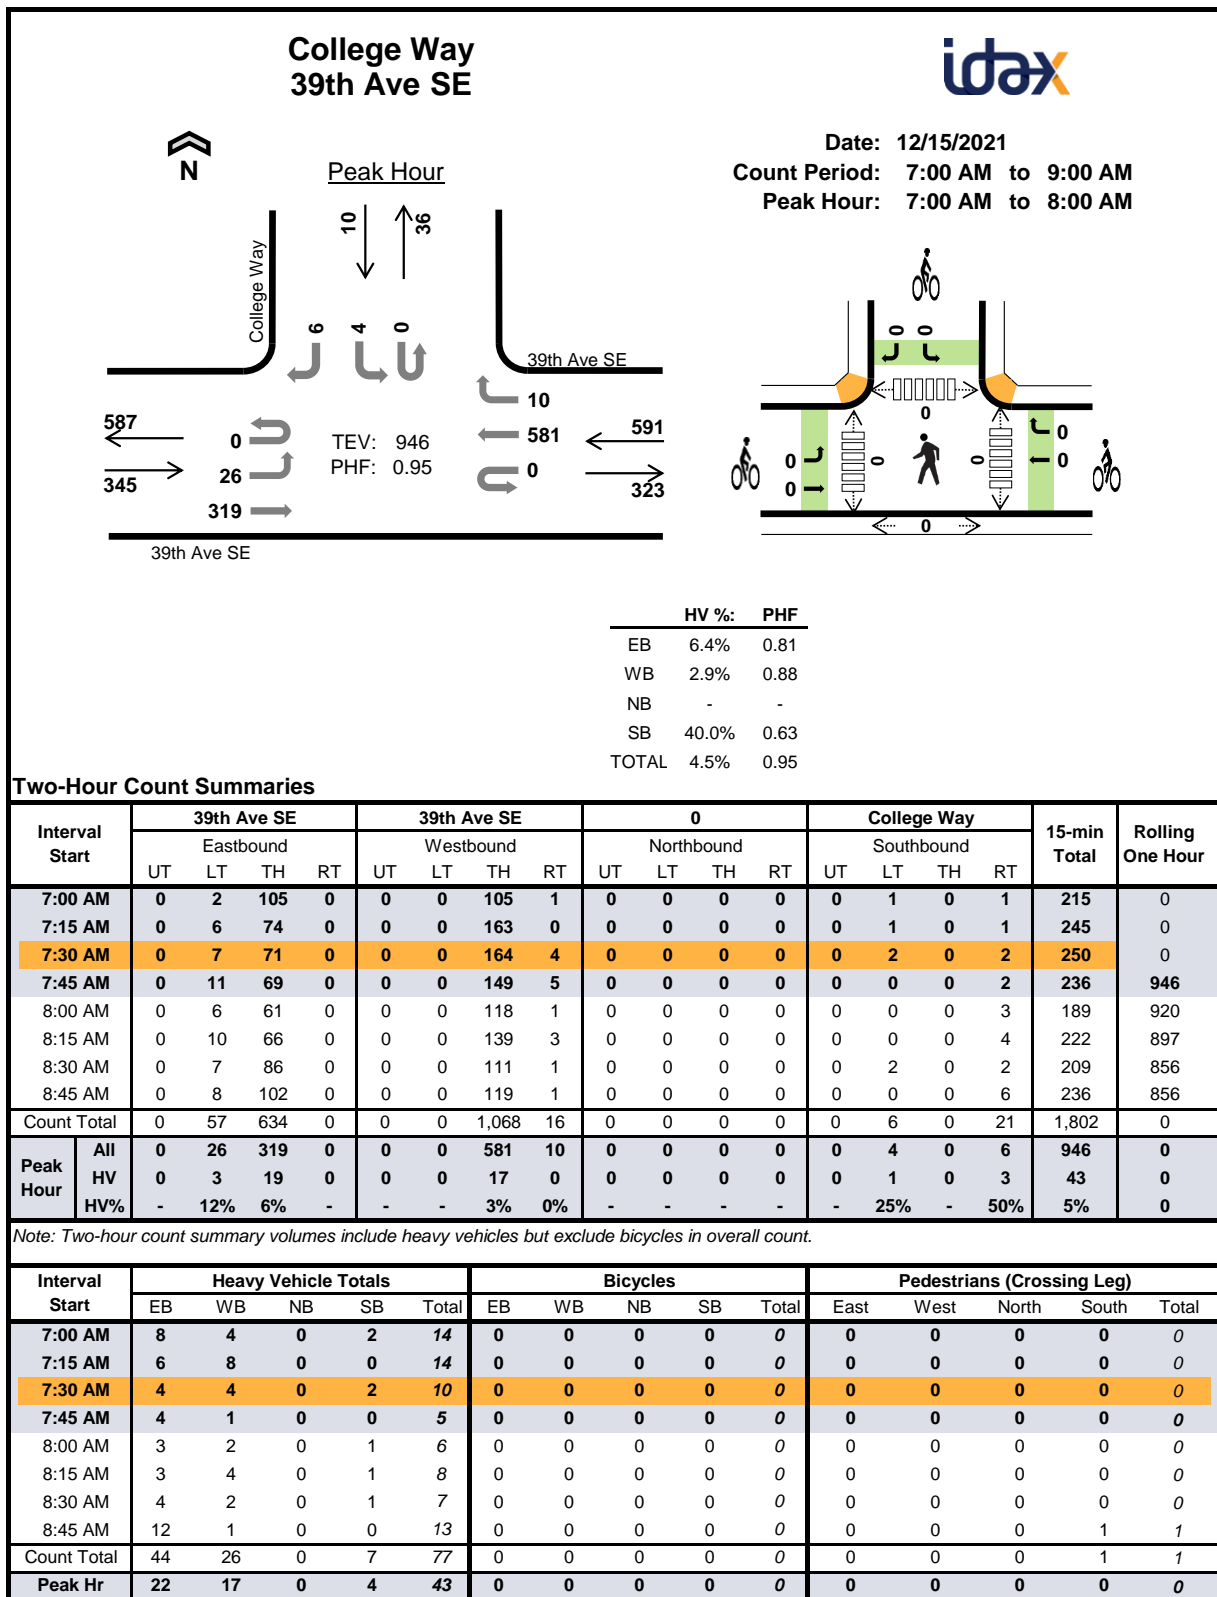 College Way
39th Ave SE
idax
Date: 12/15/2021
Count Period: 7:00 AM to 9:00 AM
Peak Hour: 7:00 AM to 8:00 AM
N
Peak Hour
10 36
College Way
6 4 0
39th Ave SE
10
587 0 TEV: 946 581 591
345 26 PHF: 0.95 0 323
319
39th Ave SE
0 0
0
0 0 0 0
0 0
0
HV %: PHF
EB 6.4% 0.81
WB 2.9% 0.88
NB - -
SB 40.0% 0.63
TOTAL 4.5% 0.95
Two-Hour Count Summaries
Interval Start 39th Ave SE 39th Ave SE 0 College Way 15-min Total Rolling One Hour
Eastbound Westbound Northbound Southbound
UT LT TH RT UT LT TH RT UT LT TH RT UT LT TH RT
7:00 AM 0 2 105 0 0 0 105 1 0 0 0 0 0 1 0 1 215 0
7:15 AM 0 6 74 0 0 0 163 0 0 0 0 0 0 1 0 1 245 0
7:30 AM 0 7 71 0 0 0 164 4 0 0 0 0 0 2 0 2 250 0
7:45 AM 0 11 69 0 0 0 149 5 0 0 0 0 0 0 0 2 236 946
8:00 AM 0 6 61 0 0 0 118 1 0 0 0 0 0 0 0 3 189 920
8:15 AM 0 10 66 0 0 0 139 3 0 0 0 0 0 0 0 4 222 897
8:30 AM 0 7 86 0 0 0 111 1 0 0 0 0 0 2 0 2 209 856
8:45 AM 0 8 102 0 0 0 119 1 0 0 0 0 0 0 0 6 236 856
Count Total 0 57 634 0 0 0 1,068 16 0 0 0 0 0 6 0 21 1,802 0
Peak Hour All 0 26 319 0 0 0 581 10 0 0 0 0 0 4 0 6 946 0
HV 0 3 19 0 0 0 17 0 0 0 0 0 0 1 0 3 43 0
HV% - 12% 6% - - - 3% 0% - - - - - 25% - 50% 5% 0
Note: Two-hour count summary volumes include heavy vehicles but exclude bicycles in overall count.
Interval Start Heavy Vehicle Totals Bicycles Pedestrians (Crossing Leg)
EB WB NB SB Total EB WB NB SB Total East West North South Total
7:00 AM 8 4 0 2 14 0 0 0 0 0 0 0 0 0 0
7:15 AM 6 8 0 0 14 0 0 0 0 0 0 0 0 0 0
7:30 AM 4 4 0 2 10 0 0 0 0 0 0 0 0 0 0
7:45 AM 4 1 0 0 5 0 0 0 0 0 0 0 0 0 0
8:00 AM 3 2 0 1 6 0 0 0 0 0 0 0 0 0 0
8:15 AM 3 4 0 1 8 0 0 0 0 0 0 0 0 0 0
8:30 AM 4 2 0 1 7 0 0 0 0 0 0 0 0 0 0
8:45 AM 12 1 0 0 13 0 0 0 0 0 0 0 0 1 1
Count Total 44 26 0 7 77 0 0 0 0 0 0 0 0 1 1
Peak Hr 22 17 0 4 43 0 0 0 0 0 0 0 0 0 0